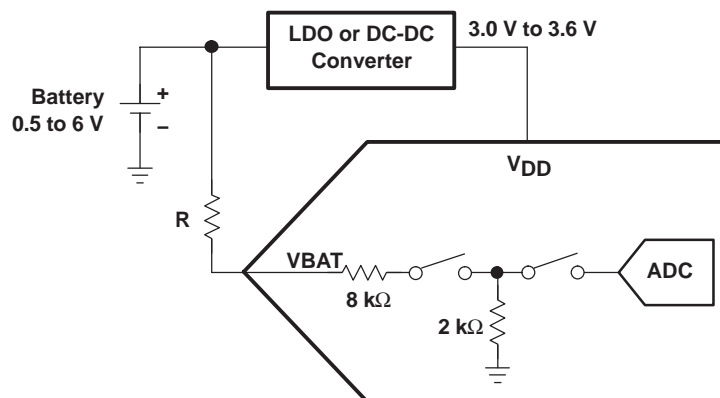 LDO or DC-DC
Converter
3.0 V to 3.6 V
Battery
0.5 to 6 V
+
−
VDD
R
VBAT
8 kΩ
2 kΩ
ADC